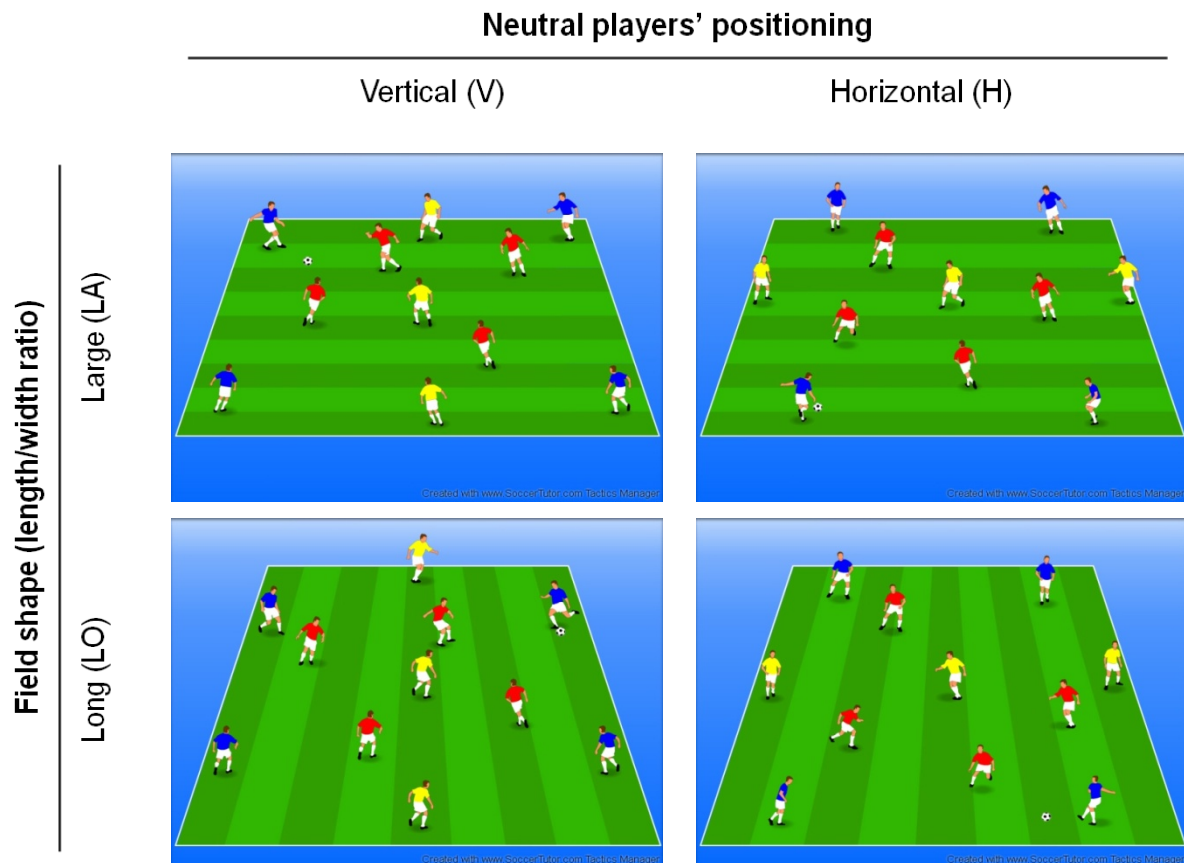 Neutral players’ positioning
Vertical (V)
Horizontal (H)
Field shape (length/width ratio)
Large (LA)
Created with www.SoccerTutor.com Tactics Manager
Created with www.SoccerTutor.com Tactics Manager
Long (LO)
Created with www.SoccerTutor.com Tactics Manager
Created with www.SoccerTutor.com Tactics Manager